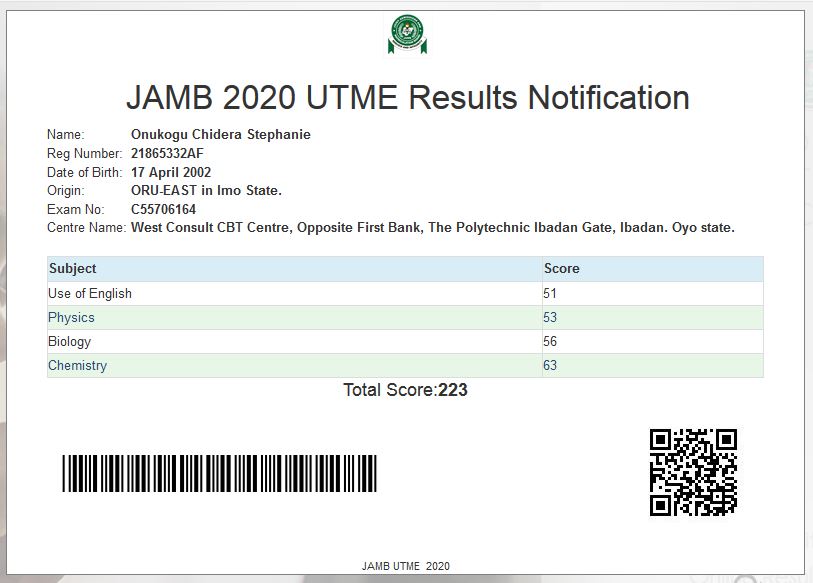 JAMB 2020 UTME Results Notification
Name: Onukogu Chidera Stephanie
Reg Number: 21865332AF
Date of Birth: 17 April 2002
Origin: ORU-EAST in Imo State.
Exam No: C55706164
Centre Name: West Consult CBT Centre, Opposite First Bank, The Polytechnic Ibadan Gate, Ibadan. Oyo state.
Subject Score
Use of English 51
Physics 53
Biology 56
Chemistry 63
Total Score:223
JAMB UTME 2020